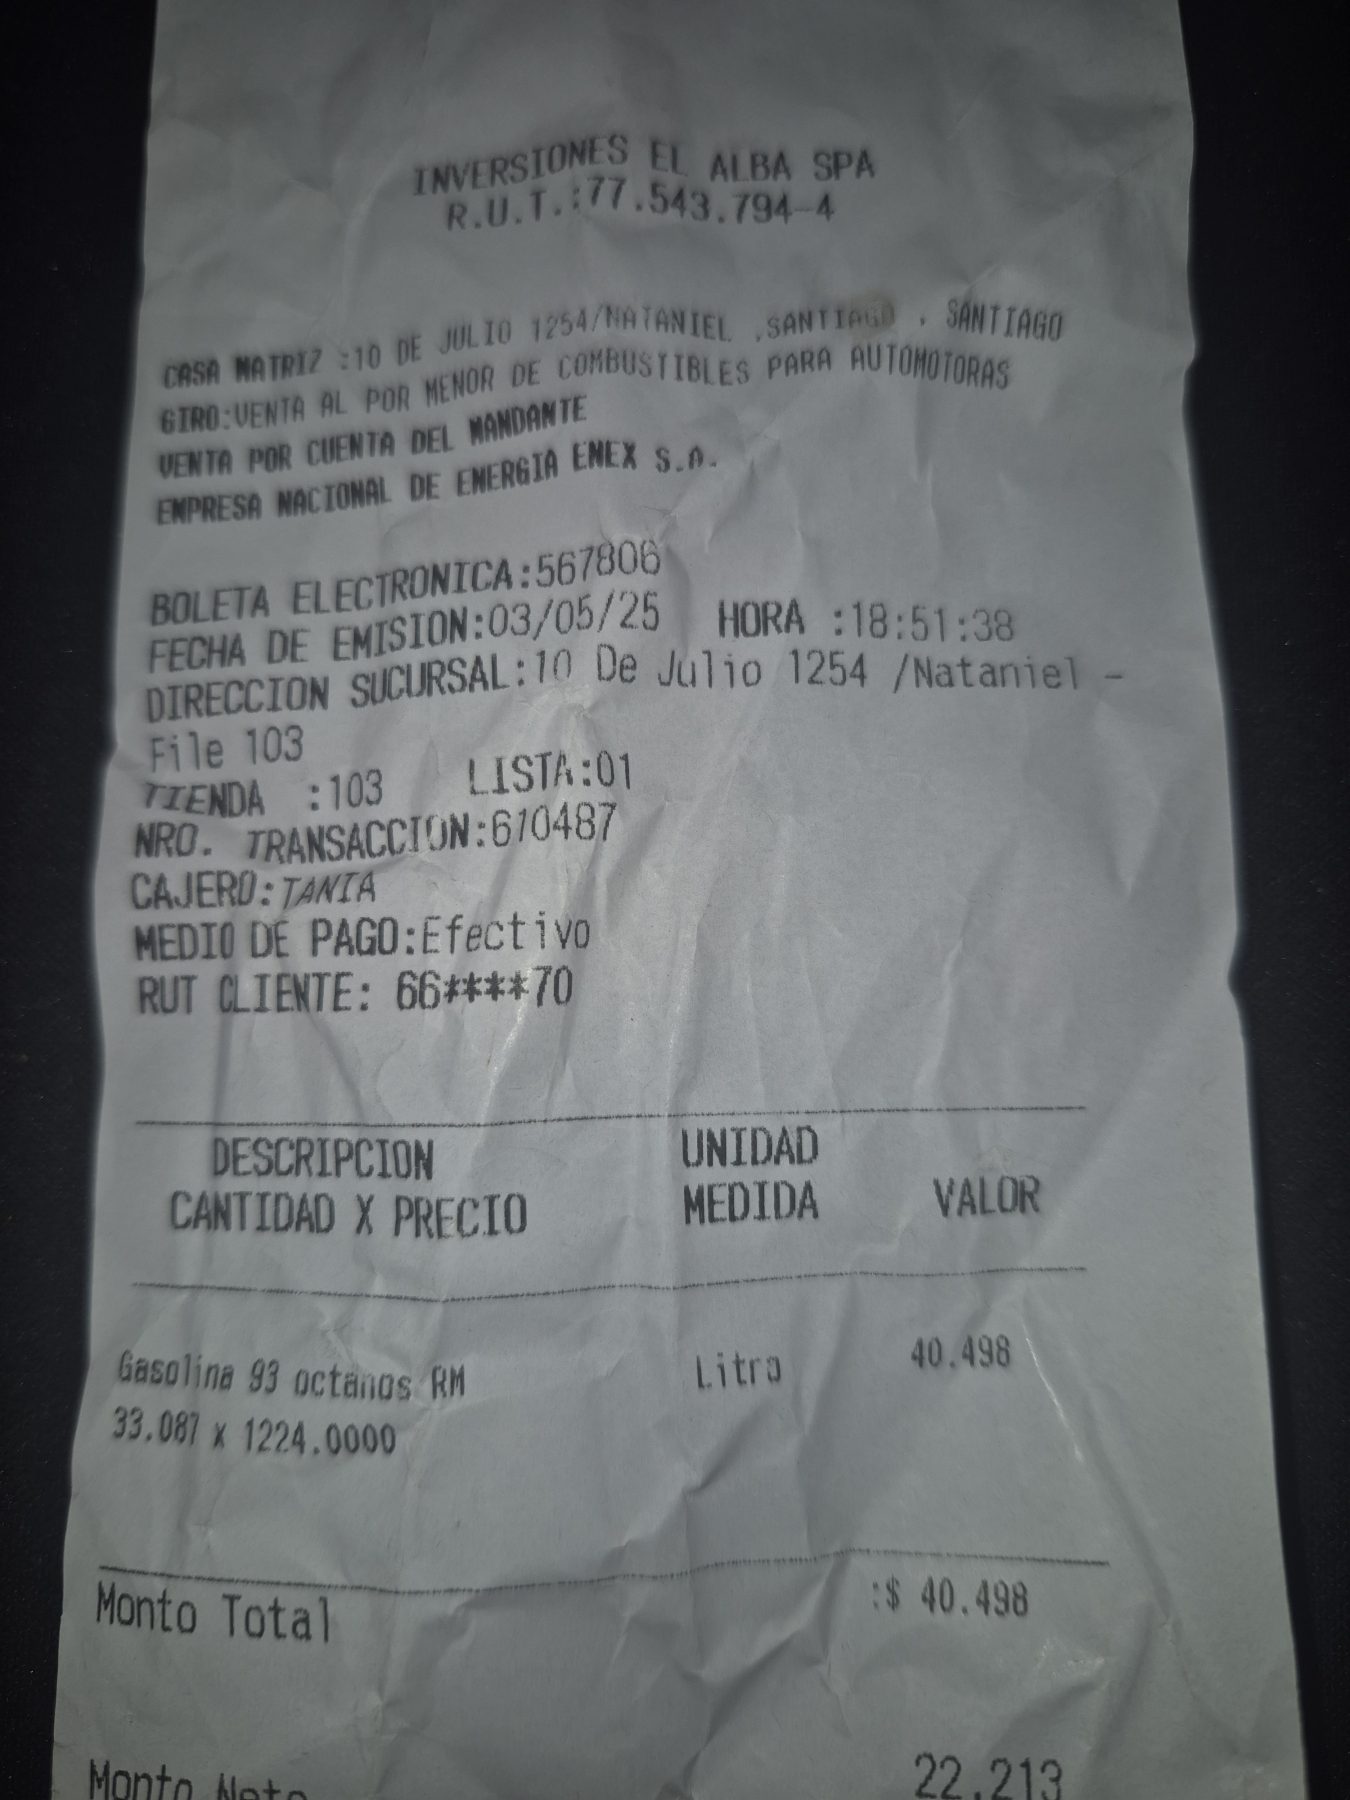 INVERSIONES EL ALBA SPA
R.U.T.:77.543.794-4
CASA MATRIZ :10 DE JULIO 1254/NATANIEL ,SANTIAGO , SANTIAGO
GIRO:VENTA AL POR MENOR DE COMBUSTIBLES PARA AUTOMOTORAS
VENTA POR CUENTA DEL MANDANTE
EMPRESA NACIONAL DE ENERGIA ENEX S.A.
BOLETA ELECTRONICA:567806
FECHA DE EMISION:03/05/25 HORA :18:51:38
DIRECCION SUCURSAL:10 De Julio 1254 /Nataniel -
File 103
TIENDA :103 LISTA:01
NRO. TRANSACCION:610487
CAJERO:TANIA
MEDIO DE PAGO:Efectivo
RUT CLIENTE: 66****70
DESCRIPCION UNIDAD
CANTIDAD X PRECIO MEDIDA VALOR
Gasolina 93 octanos RM Litro 40.498
33.087 x 1224.0000
Monto Total :$ 40.498
Monto Neto 22.213